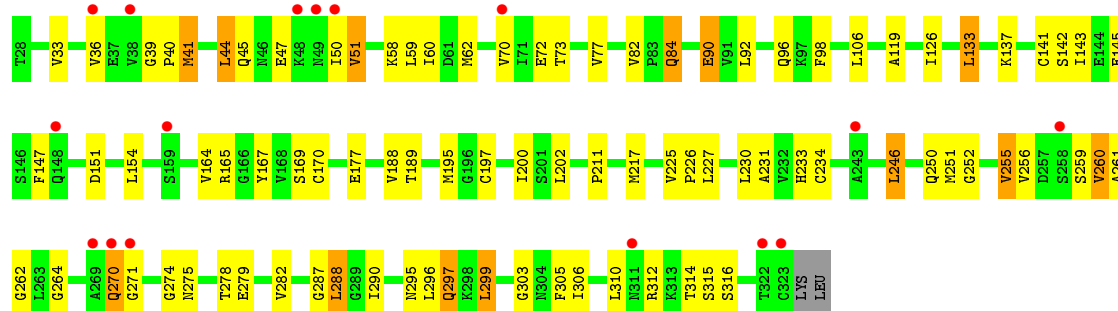 T28 V33 V36 E37 V38 G39 P40 M41 L44 Q45 N46 E47 K48 N49 I50 V51 K58 L59 I60 D61 M62 V70 I71 E72 T73 V77 V82 P83 Q84 E90 V91 L92 Q96 K97 F98 L106 A119 I126 L133 K137 C141 S142 I143 E144 E145
S146 F147 Q148 D151 L154 S159 V164 R165 G166 Y167 V168 S169 C170 E177 V188 T189 M195 G196 C197 I200 S201 L202 P211 M217 V225 P226 L227 L230 A231 V232 H233 C234 A243 L246 Q250 M251 G252 V255 V256 D257 S258 S259 V260 A261
G262 L263 G264 A269 Q270 G271 G274 N275 T278 E279 V282 G287 L288 G289 I290 N295 L296 Q297 K298 L299 G303 N304 F305 I306 L310 N311 R312 K313 T314 S315 S316 T322 C323 LYS LEU